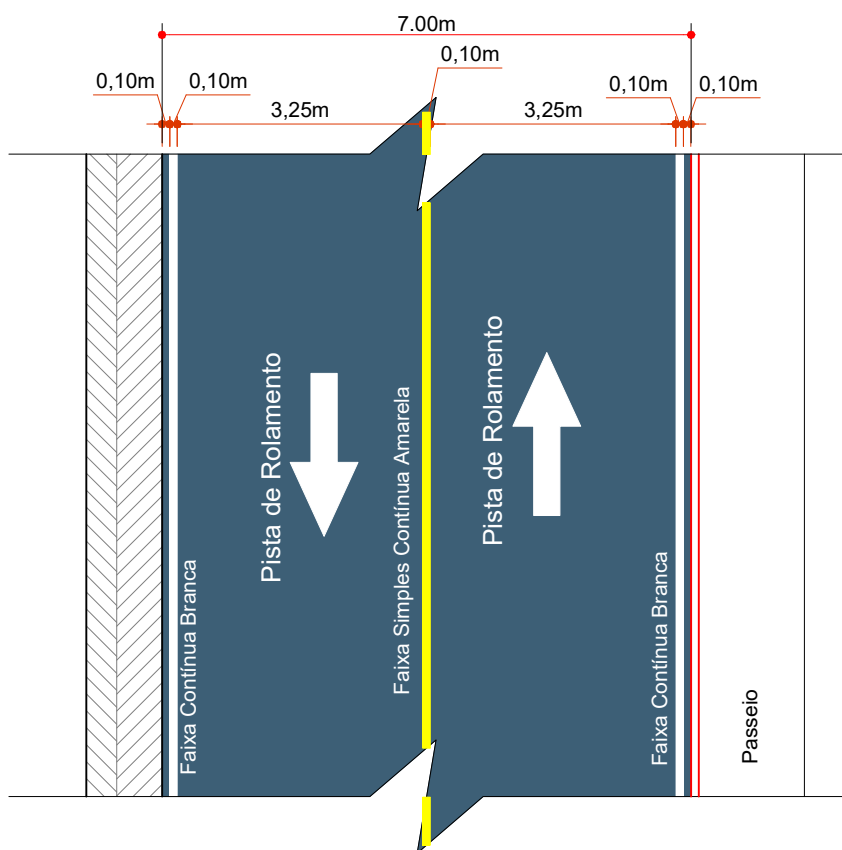 7.00m
0,10m
0,10m
0,10m
0,10m
0,10m
3,25m
3,25m
Pista de Rolamento
Pista de Rolamento
Faixa Simples Contínua Amarela
Faixa Contínua Branca
Faixa Contínua Branca
Passeio